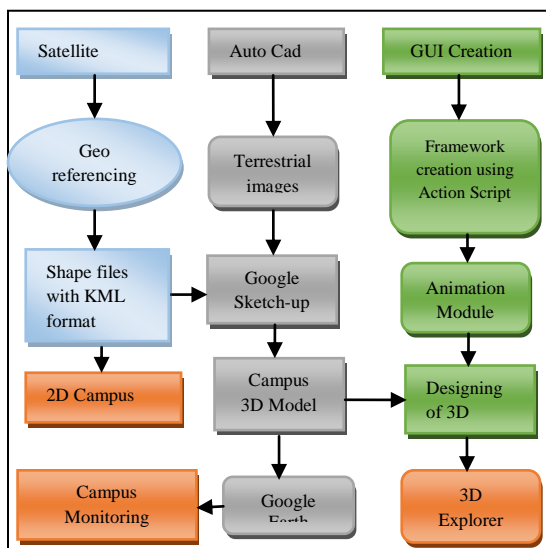 Satellite
Auto Cad
GUI Creation
Geo
referencing
Terrestrial
images
Framework
creation using
Action Script
Shape files
with KML
format
Google
Sketch-up
Animation
Module
2D Campus
Campus
3D Model
Designing
of 3D
Campus
Monitoring
Google
Earth
3D
Explorer